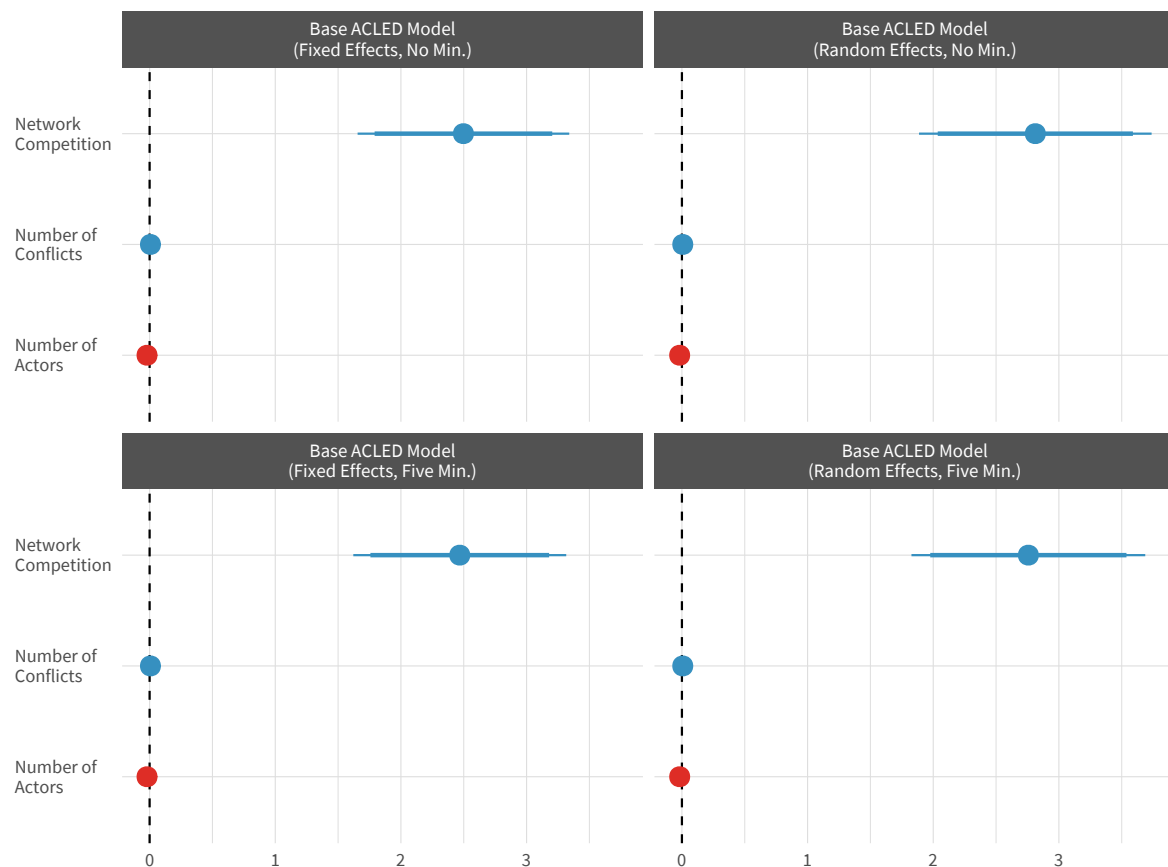 Base ACLED Model
(Fixed Effects, No Min.)
Base ACLED Model
(Random Effects, No Min.)
Network
Competition
Number of
Conflicts
Number of
Actors
Base ACLED Model
(Fixed Effects, Five Min.)
Base ACLED Model
(Random Effects, Five Min.)
Network
Competition
Number of
Conflicts
Number of
Actors
0 1 2 3
0 1 2 3